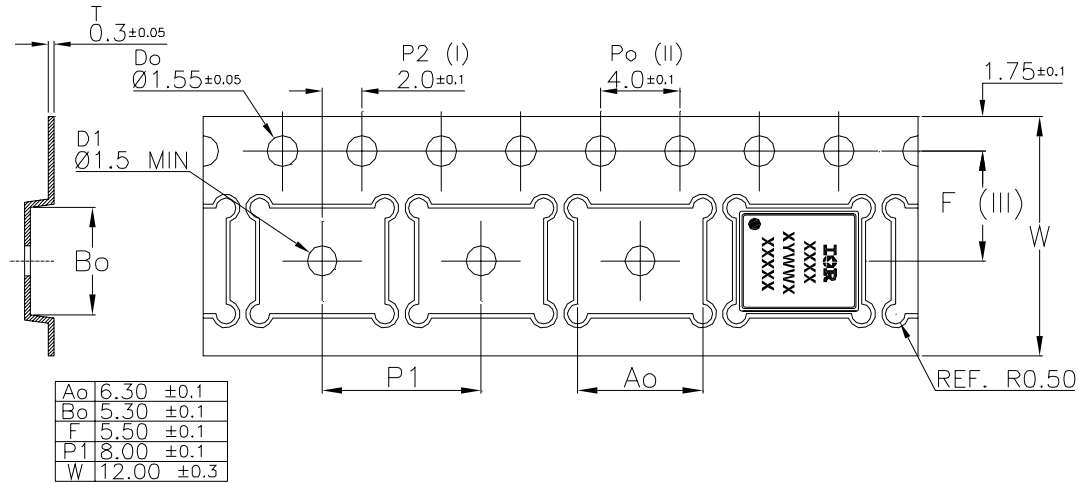 T
0.3±0.05
Do
Ø1.55±0.05
P2 (I)
2.0±0.1
Po (II)
4.0±0.1
1.75±0.1
D1
Ø1.5 MIN
F (III)
W
Bo
IOR
XXXX
XYWWX
XXXXX
P1
Ao
REF. R0.50
Ao 6.30 ±0.1
Bo 5.30 ±0.1
F 5.50 ±0.1
P1 8.00 ±0.1
W 12.00 ±0.3